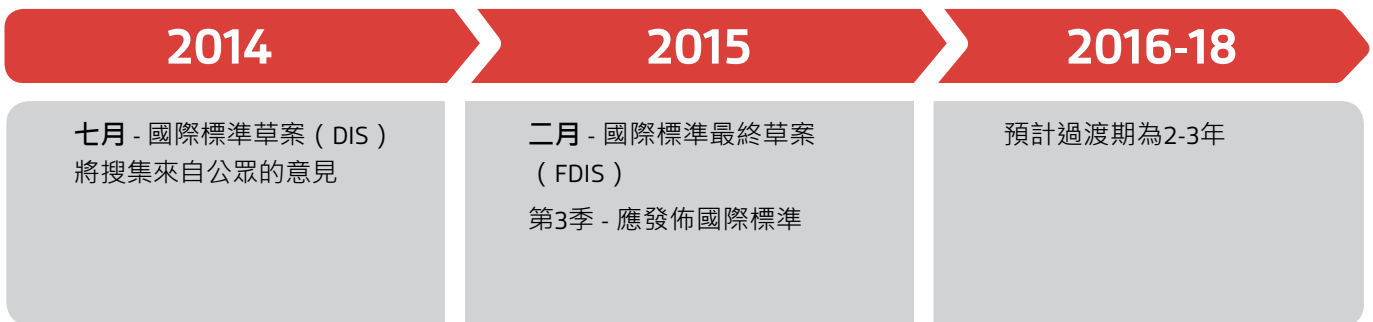 2014
2015
2016-18
七月 - 國際標準草案（DIS）
將搜集來自公眾的意見
二月 - 國際標準最終草案
（FDIS）
第3季 - 應發佈國際標準
預計過渡期為2-3年